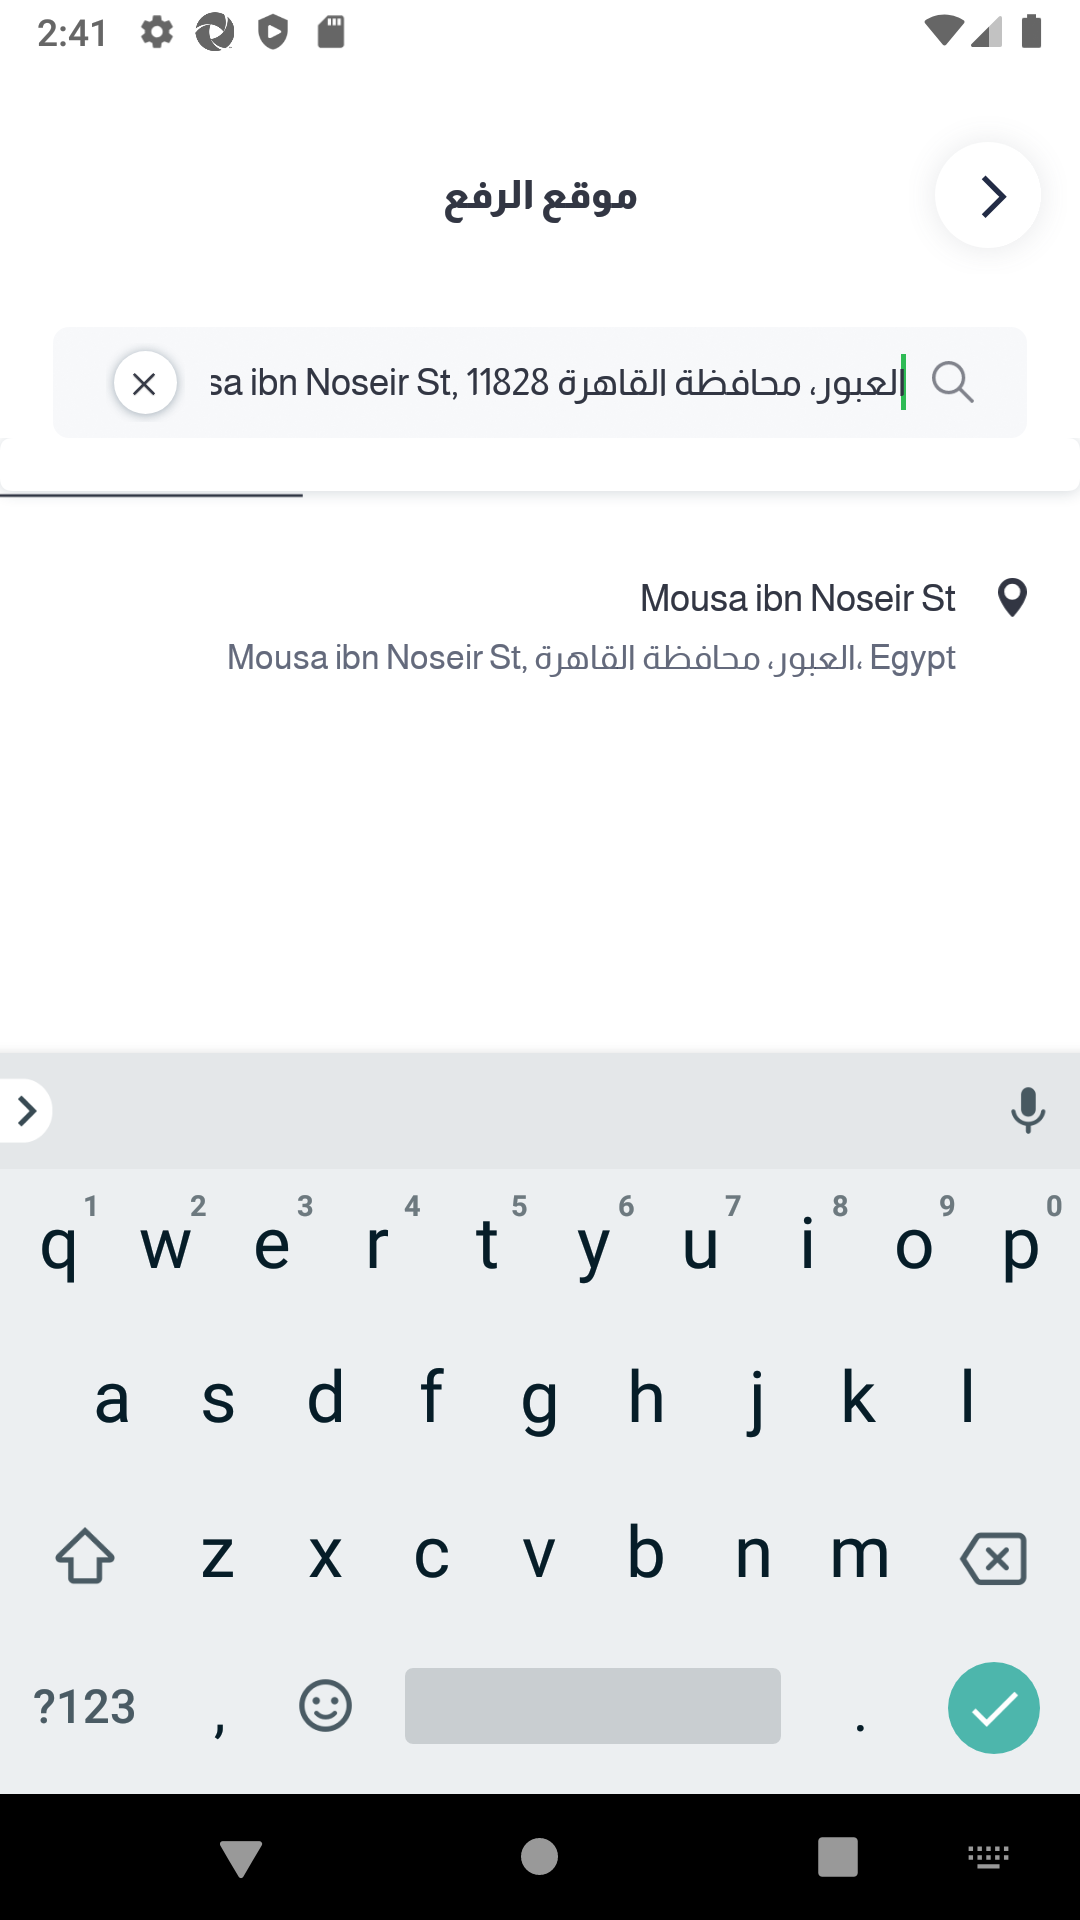 2:41
موقع الرفع
sa ibn Noseir St, العبور، محافظة القاهرة 11828
Mousa ibn Noseir St
Mousa ibn Noseir St, العبور، محافظة القاهرة، Egypt
1 2 3 4 5 6 7 8 9 0
q w e r t y u i o p
a s d f g h j k l
z x c v b n m
?123 , .